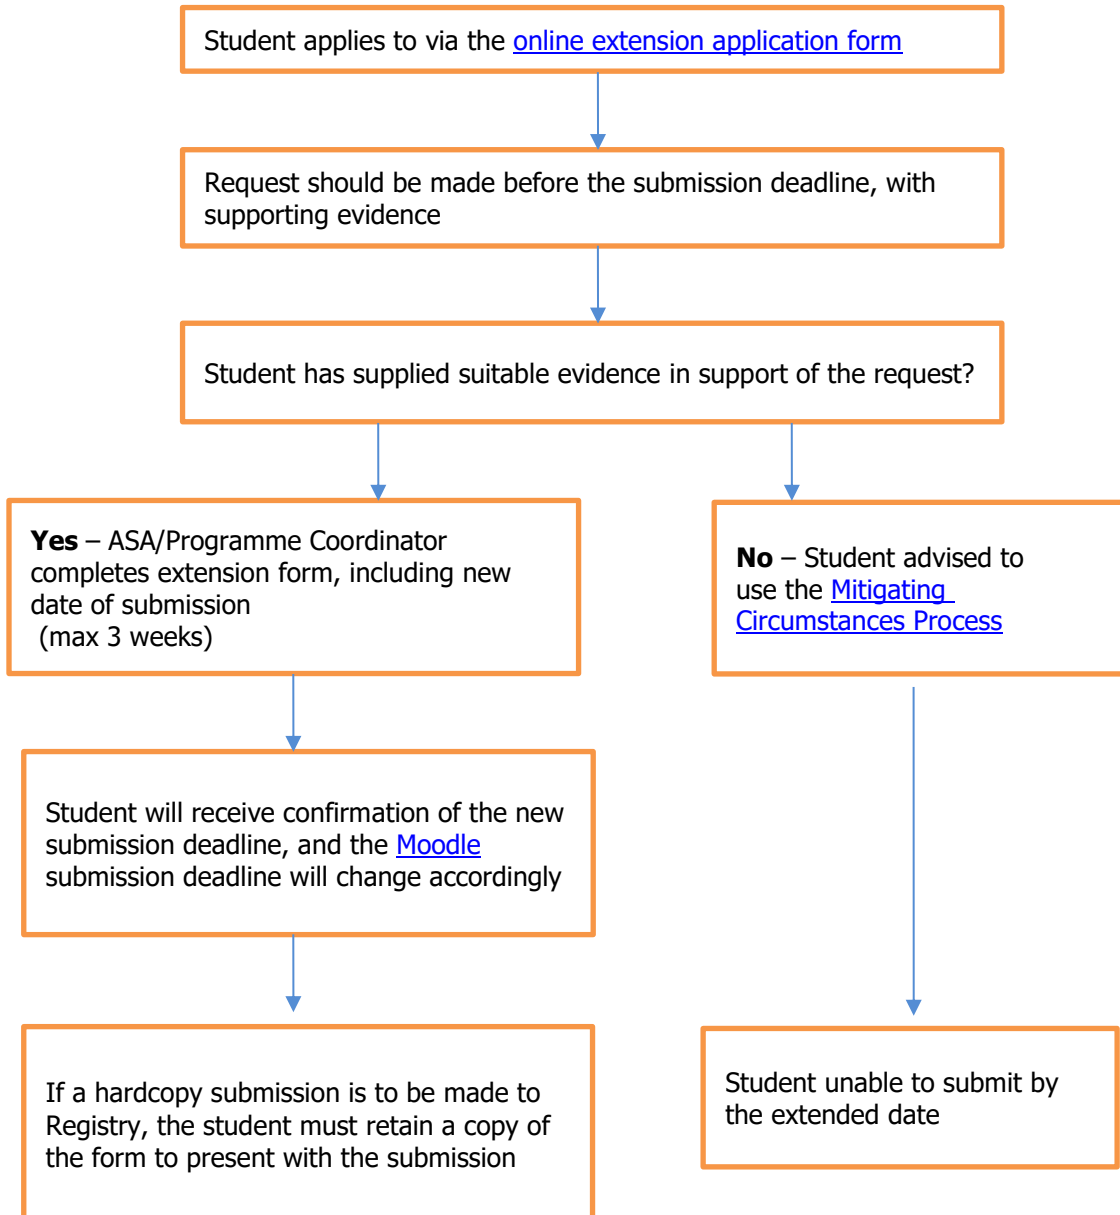 Student applies to via the online extension application form
Request should be made before the submission deadline, with
supporting evidence
Student has supplied suitable evidence in support of the request?
Yes – ASA/Programme Coordinator
completes extension form, including new
date of submission
(max 3 weeks)
No – Student advised to
use the Mitigating
Circumstances Process
Student will receive confirmation of the new
submission deadline, and the Moodle
submission deadline will change accordingly
If a hardcopy submission is to be made to
Registry, the student must retain a copy of
the form to present with the submission
Student unable to submit by
the extended date